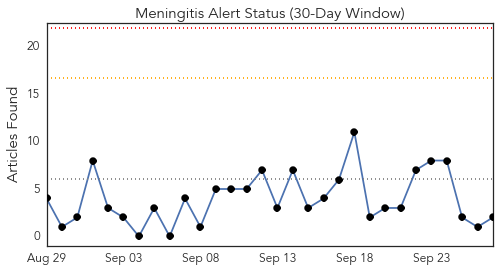 Meningitis Alert Status (30-Day Window)
Articles Found
20
15
10
5
0
Aug 29
Sep 03
Sep 08
Sep 13
Sep 18
Sep 23